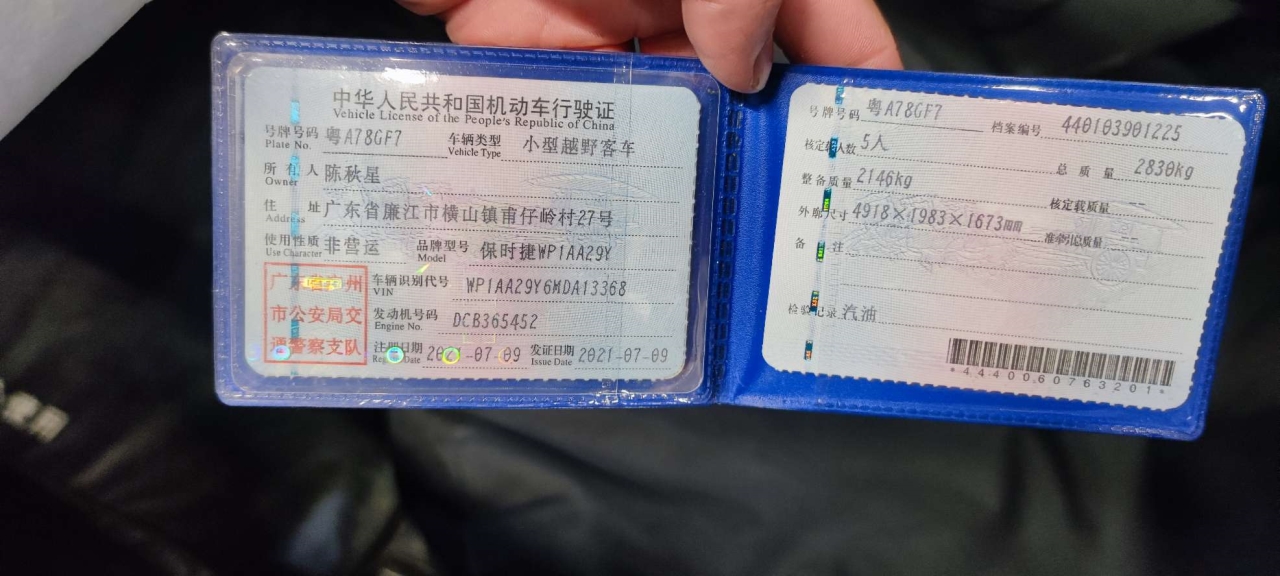 中华人民共和国机动车行驶证
Vehicle License of the People's Republic of China
号牌号码 粤A78GF7 车辆类型 小型越野客车
Plate No. Vehicle Type
所有人 陈秋星
Owner
住址 广东省廉江市横山镇甫仔岭村27号
Address
使用性质 非营运 品牌型号 保时捷WP1AA29Y
Use Character Model
车辆识别代号 WP1AA29Y6MDA13368
VIN
发动机号码 DCB365452
Engine No.
注册日期 2021-07-09 发证日期 2021-07-09
Register Date Issue Date
广东省广州
市公安局交
通警察支队
号牌号码 粤A78GF7 档案编号 440103901225
核定载人数 5人 总质量 2830kg
整备质量 2146kg 核定载质量 --
外廓尺寸 4918×1983×1673mm 准牵引总质量 --
备注
检验记录 汽油
*4440060763201*